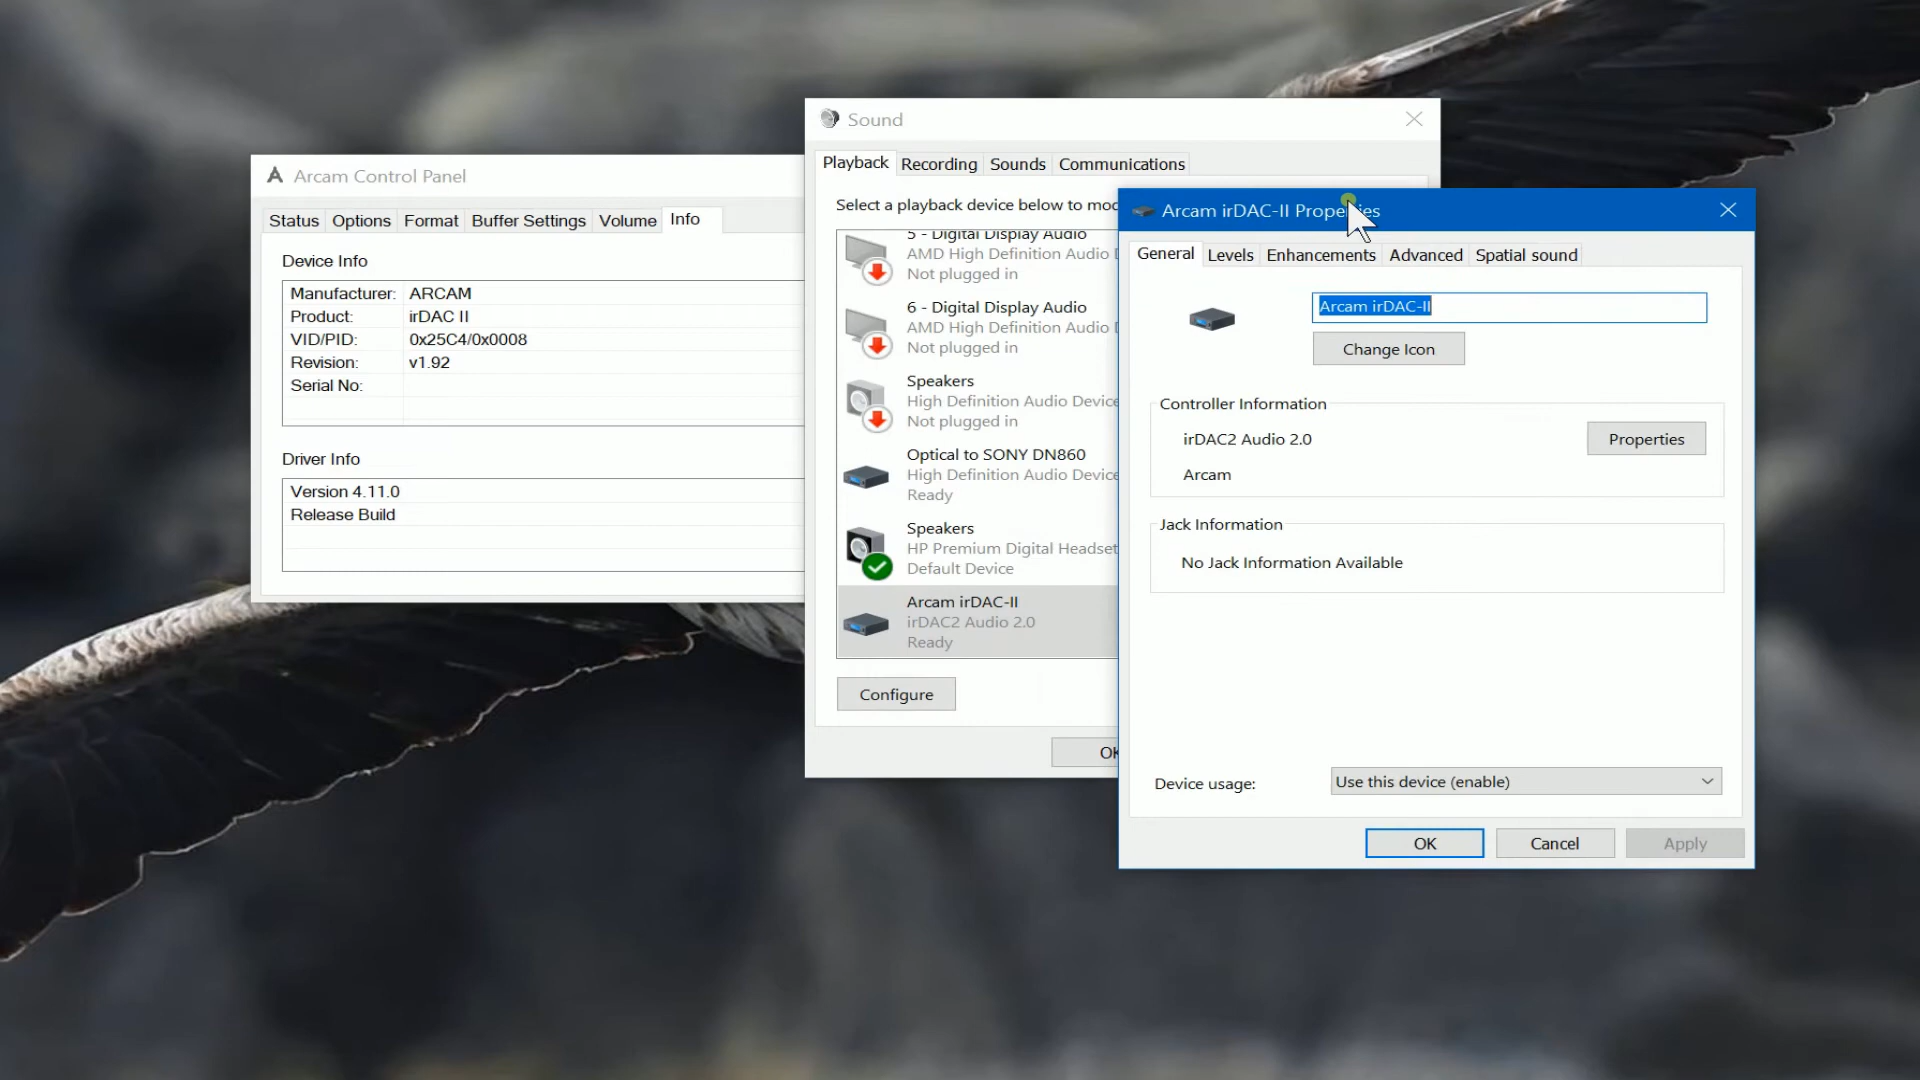 Arcam Control Panel
Status Options Format Buffer Settings Volume Info
Device Info
Manufacturer: ARCAM
Product: irDAC II
VID/PID: 0x25C4/0x0008
Revision: v1.92
Serial No:
Driver Info
Version 4.11.0
Release Build
Sound
Playback Recording Sounds Communications
Select a playback device below to
5 - Digital Display Audio
AMD High Definition Audio
Not plugged in
6 - Digital Display Audio
AMD High Definition Audio
Not plugged in
Speakers
High Definition Audio Device
Not plugged in
Optical to SONY DN860
High Definition Audio Device
Ready
Speakers
HP Premium Digital Headset
Default Device
Arcam irDAC-II
irDAC2 Audio 2.0
Ready
Configure
Arcam irDAC-II Properties
General Levels Enhancements Advanced Spatial sound
Arcam irDAC-II
Change Icon
Controller Information
irDAC2 Audio 2.0
Properties
Arcam
Jack Information
No Jack Information Available
Device usage: Use this device (enable)
OK Cancel Apply